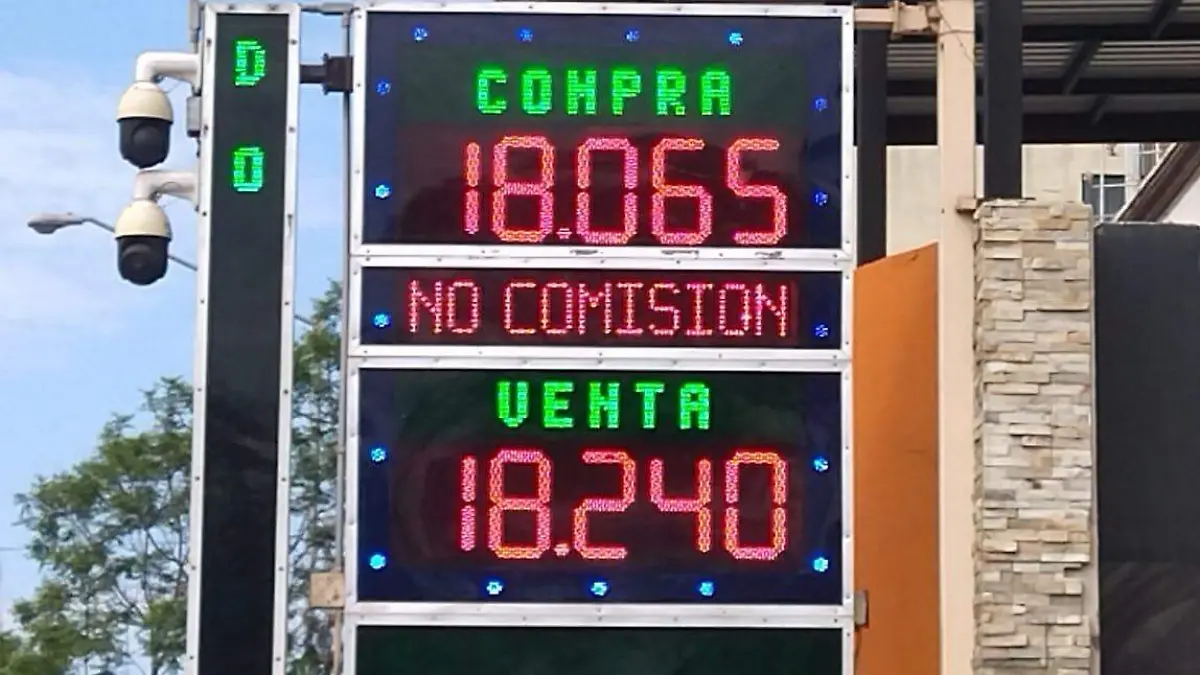 D
O
COMPRA
18.065
NO COMISION
VENTA
18.240